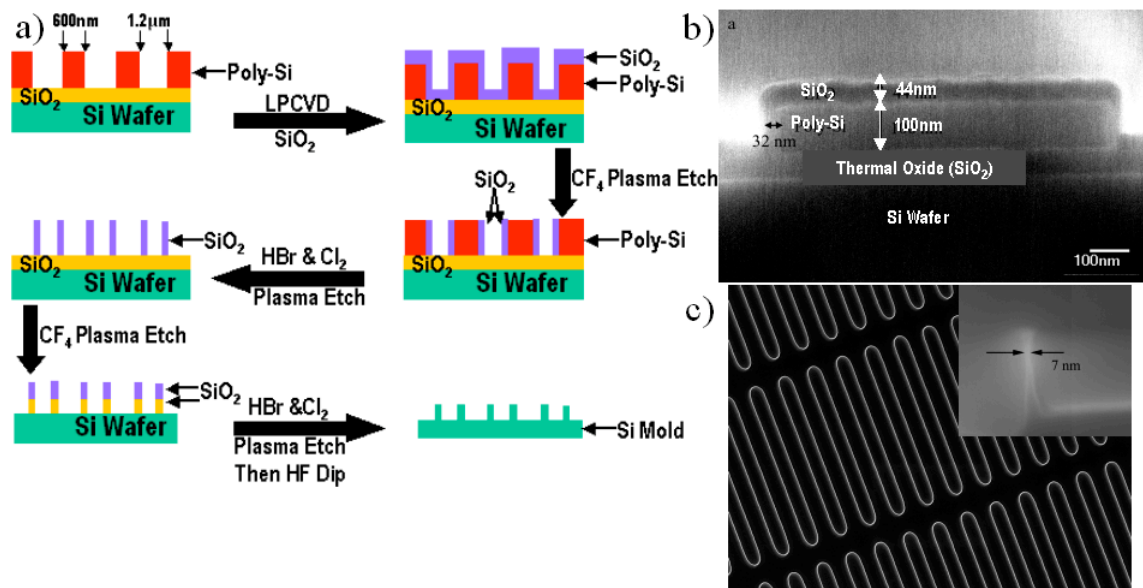 a)
600nm
1.2μm
Poly-Si
SiO₂
Si Wafer
LPCVD
SiO₂
SiO₂
Poly-Si
SiO₂
Si Wafer
CF₄ Plasma Etch
SiO₂
Poly-Si
SiO₂
Si Wafer
HBr & Cl₂
Plasma Etch
SiO₂
SiO₂
Si Wafer
CF₄ Plasma Etch
SiO₂
Si Wafer
HBr &Cl₂
Plasma Etch
Then HF Dip
Si Mold
b)
a
SiO₂
44nm
Poly-Si
100nm
32 nm
Thermal Oxide (SiO₂)
Si Wafer
100nm
c)
7 nm